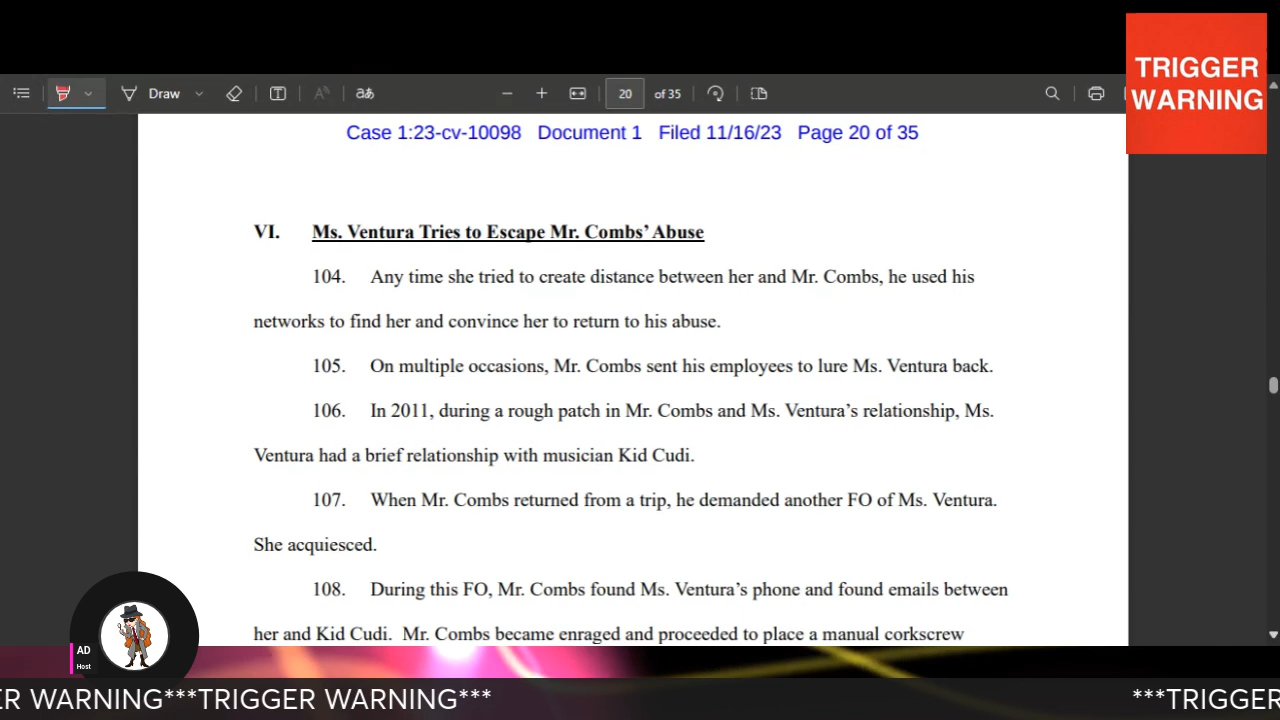 TRIGGER
WARNING
Draw
aあ
20 of 35
Case 1:23-cv-10098 Document 1 Filed 11/16/23 Page 20 of 35
VI. Ms. Ventura Tries to Escape Mr. Combs' Abuse
104. Any time she tried to create distance between her and Mr. Combs, he used his
networks to find her and convince her to return to his abuse.
105. On multiple occasions, Mr. Combs sent his employees to lure Ms. Ventura back.
106. In 2011, during a rough patch in Mr. Combs and Ms. Ventura's relationship, Ms.
Ventura had a brief relationship with musician Kid Cudi.
107. When Mr. Combs returned from a trip, he demanded another FO of Ms. Ventura.
She acquiesced.
108. During this FO, Mr. Combs found Ms. Ventura's phone and found emails between
her and Kid Cudi. Mr. Combs became enraged and proceeded to place a manual corkscrew
AD
Host
ER WARNING***TRIGGER WARNING*** ***TRIGGER